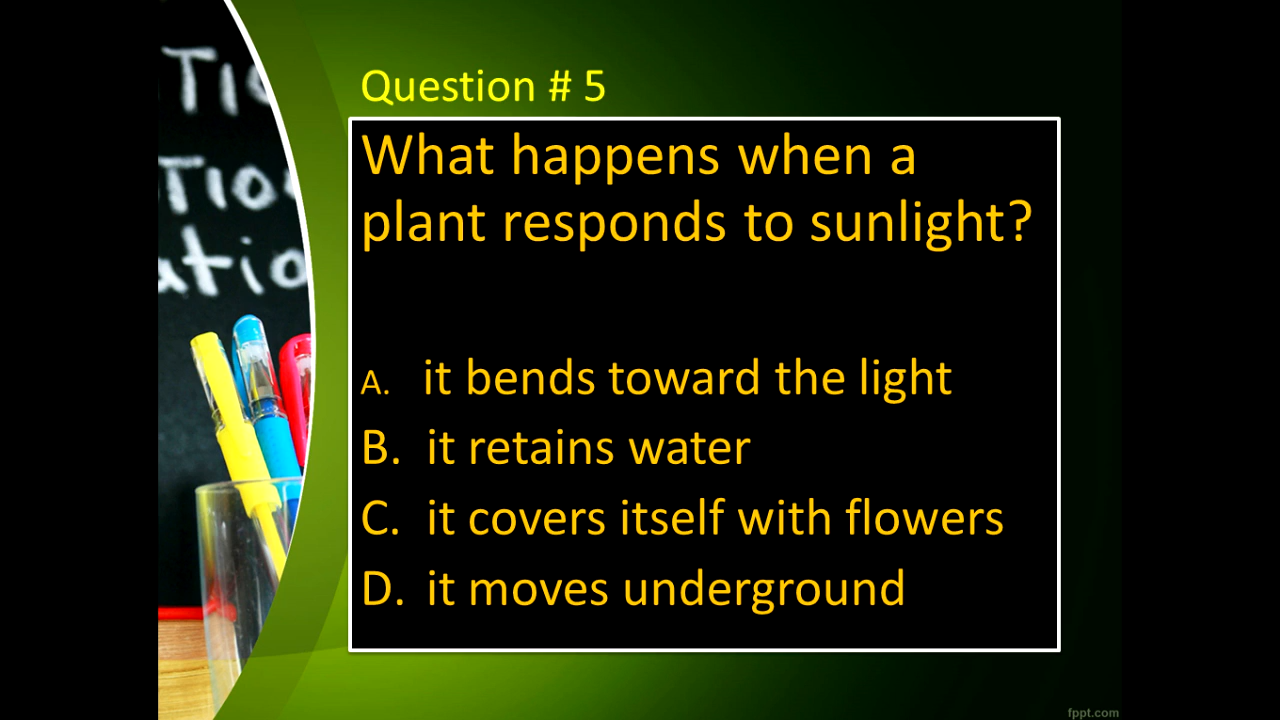 Question # 5
What happens when a
plant responds to sunlight?
A. it bends toward the light
B. it retains water
C. it covers itself with flowers
D. it moves underground
fppt.com